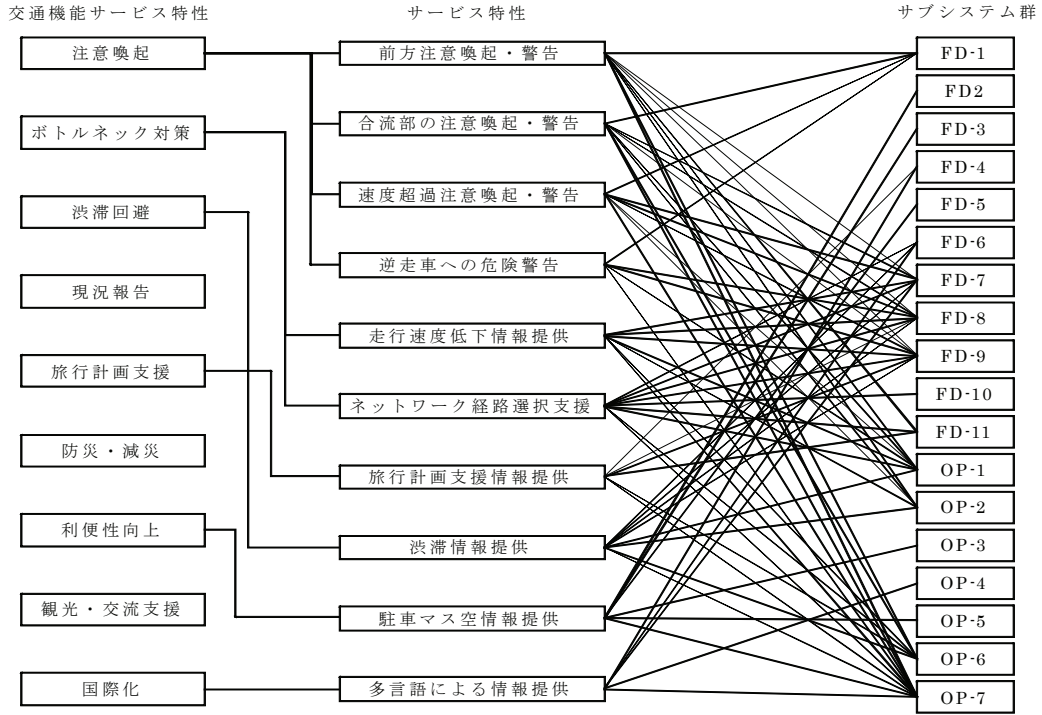 交通機能サービス特性
サービス特性
サブシステム群
注意喚起
ボトルネック対策
渋滞回避
現況報告
旅行計画支援
防災・減災
利便性向上
観光・交流支援
国際化
前方注意喚起・警告
合流部の注意喚起・警告
速度超過注意喚起・警告
逆走車への危険警告
走行速度低下情報提供
ネットワーク経路選択支援
旅行計画支援情報提供
渋滞情報提供
駐車マス空情報提供
多言語による情報提供
FD-1
FD2
FD-3
FD-4
FD-5
FD-6
FD-7
FD-8
FD-9
FD-10
FD-11
OP-1
OP-2
OP-3
OP-4
OP-5
OP-6
OP-7